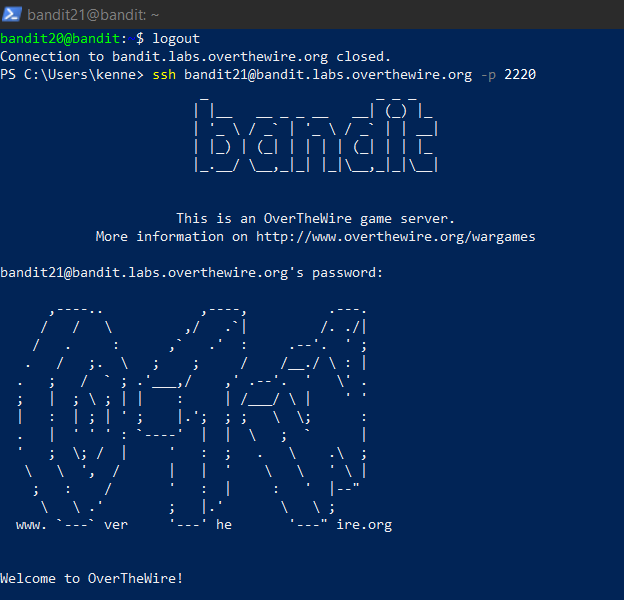 bandit21@bandit: ~
bandit20@bandit: $ logout
Connection to bandit.labs.overthewire.org closed.
PS C:\Users\kenne> ssh bandit21@bandit.labs.overthewire.org -p 2220
bandit
This is an OverTheWire game server.
More information on http://www.overthewire.org/wargames
bandit21@bandit.labs.overthewire.org's password:
OTW
www. ver he ire.org
Welcome to OverTheWire!